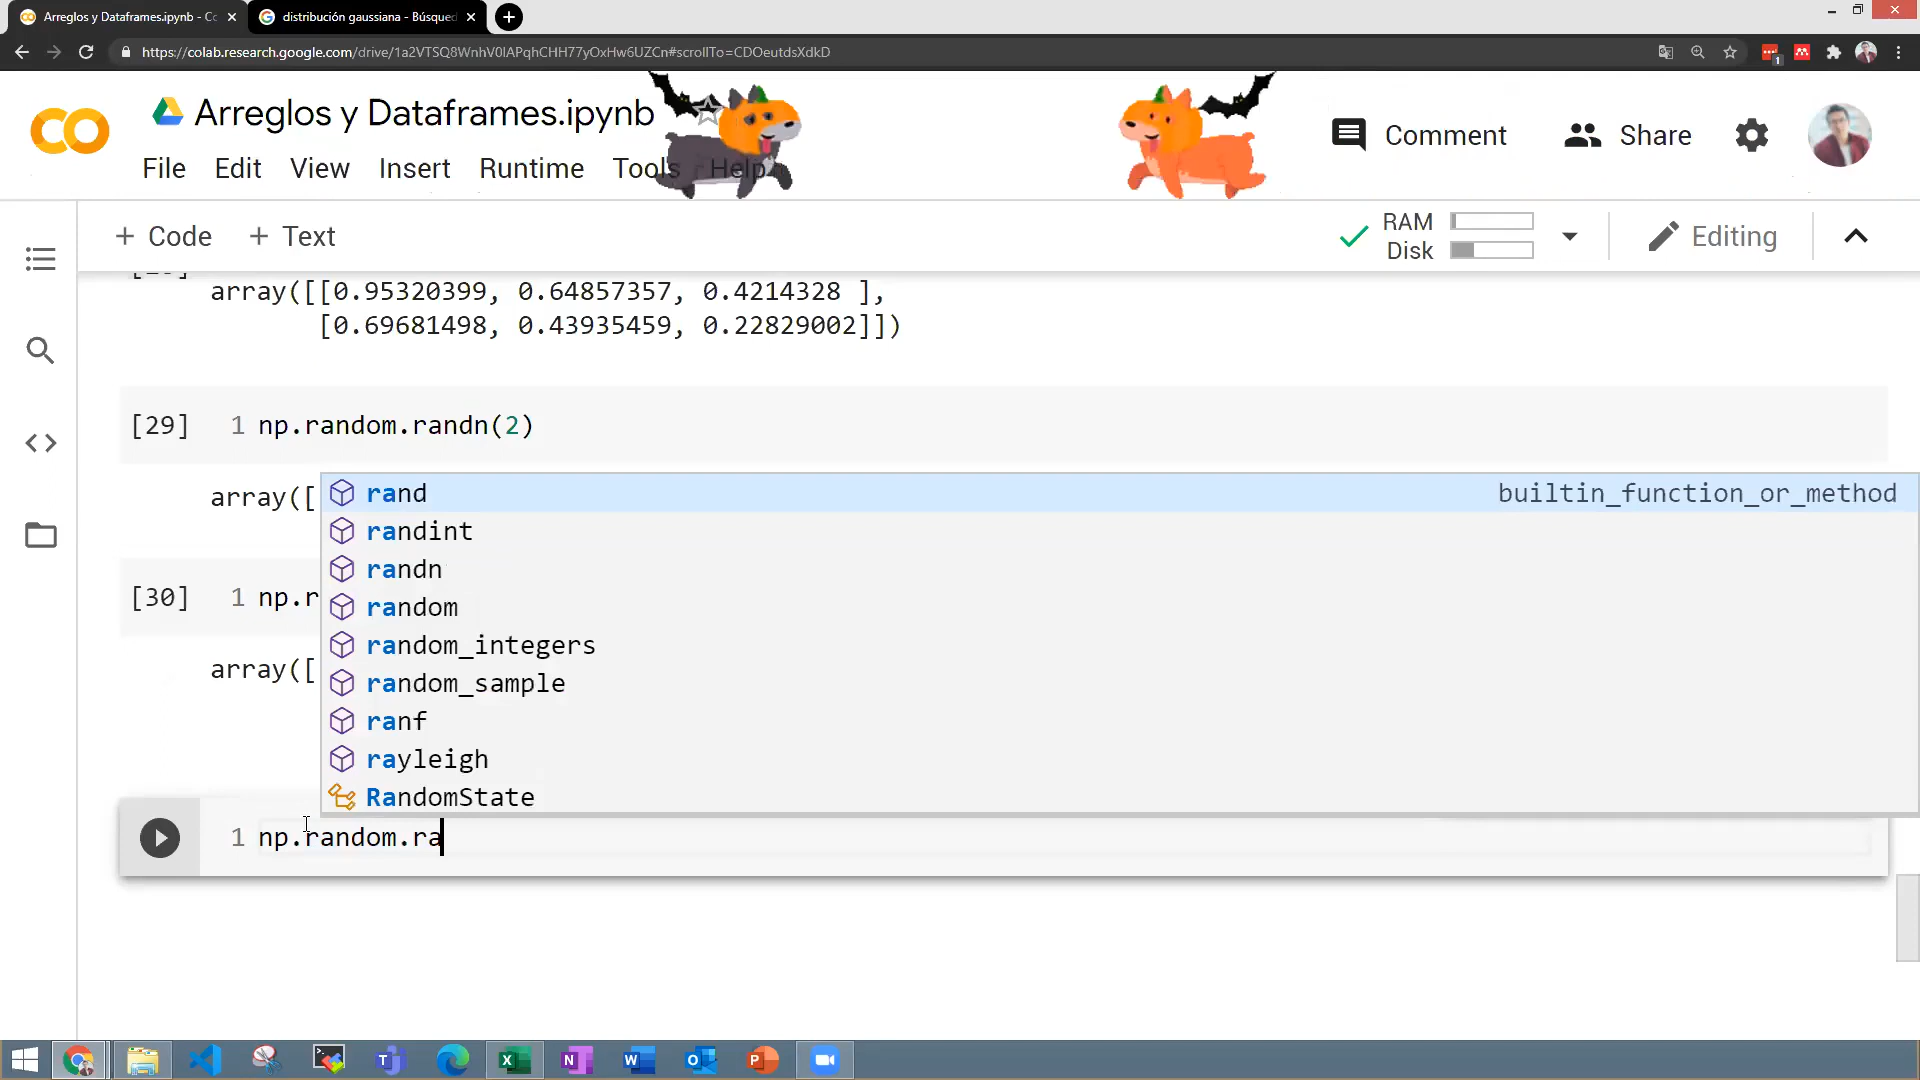 Arreglos y Dataframes.ipynb - Co
distribución gaussiana - Búsqued
https://colab.research.google.com/drive/1a2VTSQ8WnhV0lAPqhCHH77yOxHw6UZCn#scrollTo=CDOeutdsXdkD
Arreglos y Dataframes.ipynb
Comment
Share
File Edit View Insert Runtime Tools Help
+ Code + Text
RAM
Disk
Editing
array([[0.95320399, 0.64857357, 0.4214328 ],
[0.69681498, 0.43935459, 0.22829002]])
[29] 1 np.random.randn(2)
array([
rand builtin_function_or_method
randint
randn
[30] 1 np.r
random
random_integers
array([
random_sample
ranf
rayleigh
RandomState
1 np.random.ra